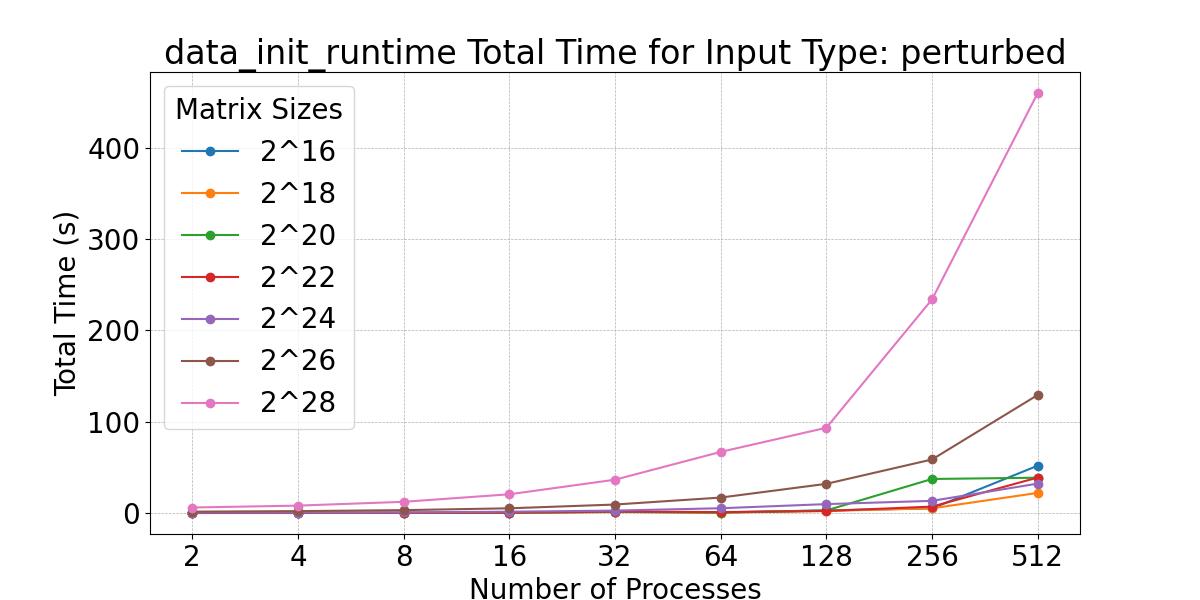 data_init_runtime Total Time for Input Type: perturbed
Matrix Sizes
2^16
2^18
2^20
2^22
2^24
2^26
2^28
Total Time (s)
400
300
200
100
0
2 4 8 16 32 64 128 256 512
Number of Processes